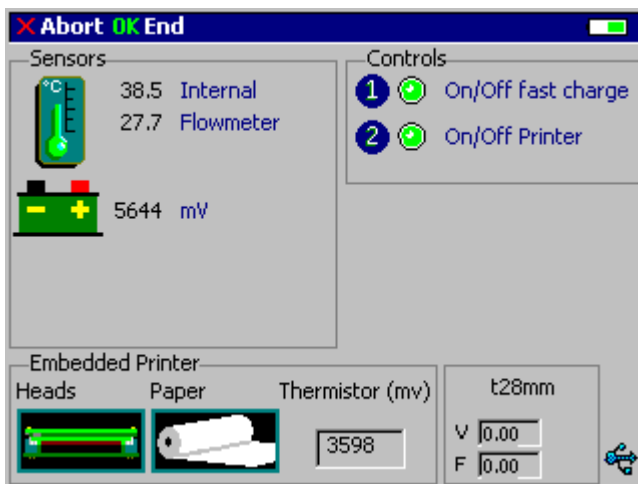 Abort OK End
Sensors
°C
38.5 Internal
27.7 Flowmeter
5644 mV
Controls
1 On/Off fast charge
2 On/Off Printer
Embedded Printer
Heads Paper Thermistor (mv)
3598
t28mm
V 0.00
F 0.00